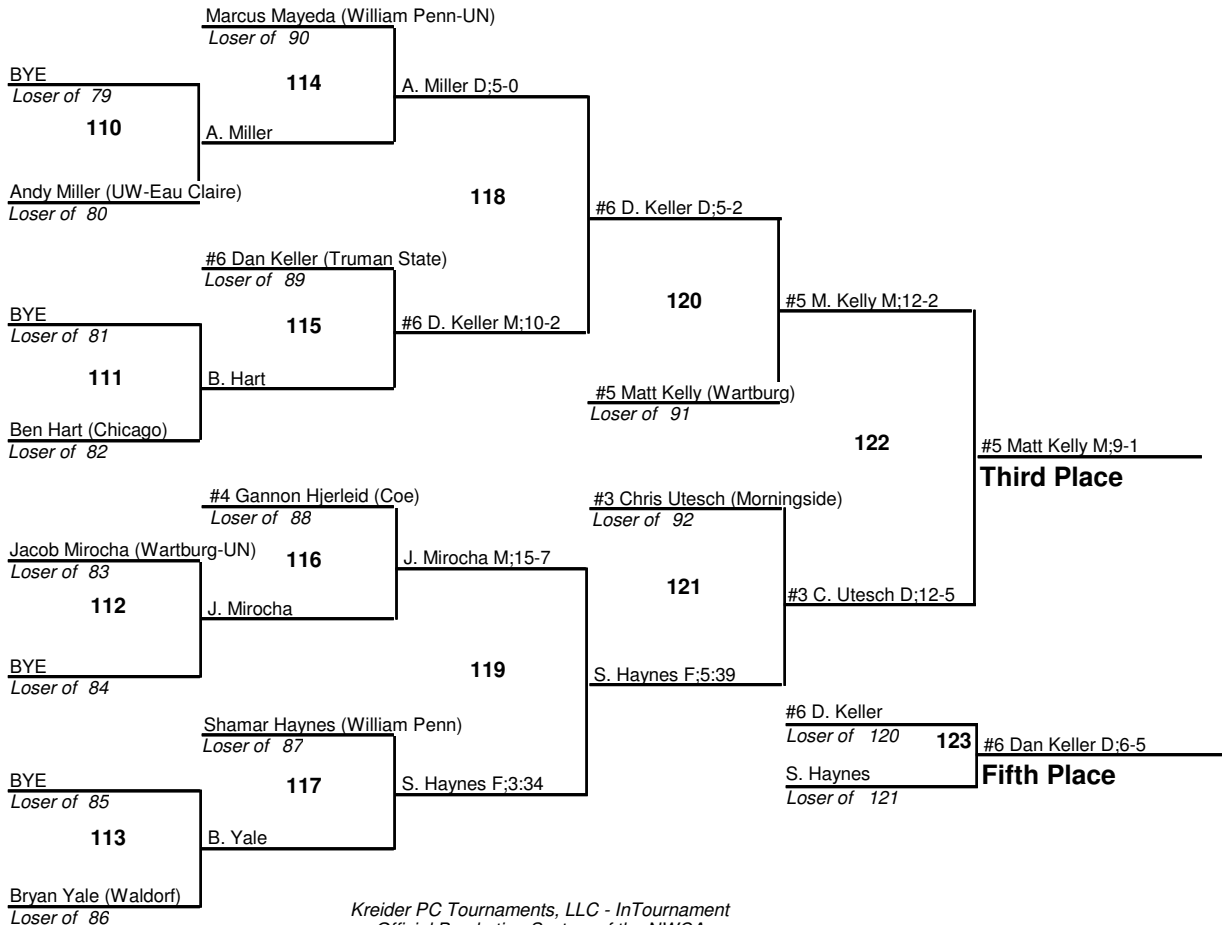 Marcus Mayeda (William Penn-UN)
Loser of 90
BYE
Loser of 79
114
A. Miller D;5-0
110
A. Miller
Andy Miller (UW-Eau Claire)
Loser of 80
118
#6 D. Keller D;5-2
#6 Dan Keller (Truman State)
Loser of 89
BYE
Loser of 81
115
#6 D. Keller M;10-2
120
#5 M. Kelly M;12-2
111
B. Hart
#5 Matt Kelly (Wartburg)
Loser of 91
Ben Hart (Chicago)
Loser of 82
122
#5 Matt Kelly M;9-1
Third Place
#4 Gannon Hjerleid (Coe)
Loser of 88
#3 Chris Utesch (Morningside)
Loser of 92
Jacob Mirocha (Wartburg-UN)
Loser of 83
116
J. Mirocha M;15-7
112
J. Mirocha
121
#3 C. Utesch D;12-5
BYE
Loser of 84
119
S. Haynes F;5:39
Shamar Haynes (William Penn)
Loser of 87
#6 D. Keller
Loser of 120
123
#6 Dan Keller D;6-5
Fifth Place
S. Haynes
Loser of 121
BYE
Loser of 85
117
S. Haynes F;3:34
113
B. Yale
Bryan Yale (Waldorf)
Loser of 86
Kreider PC Tournaments, LLC - InTournament